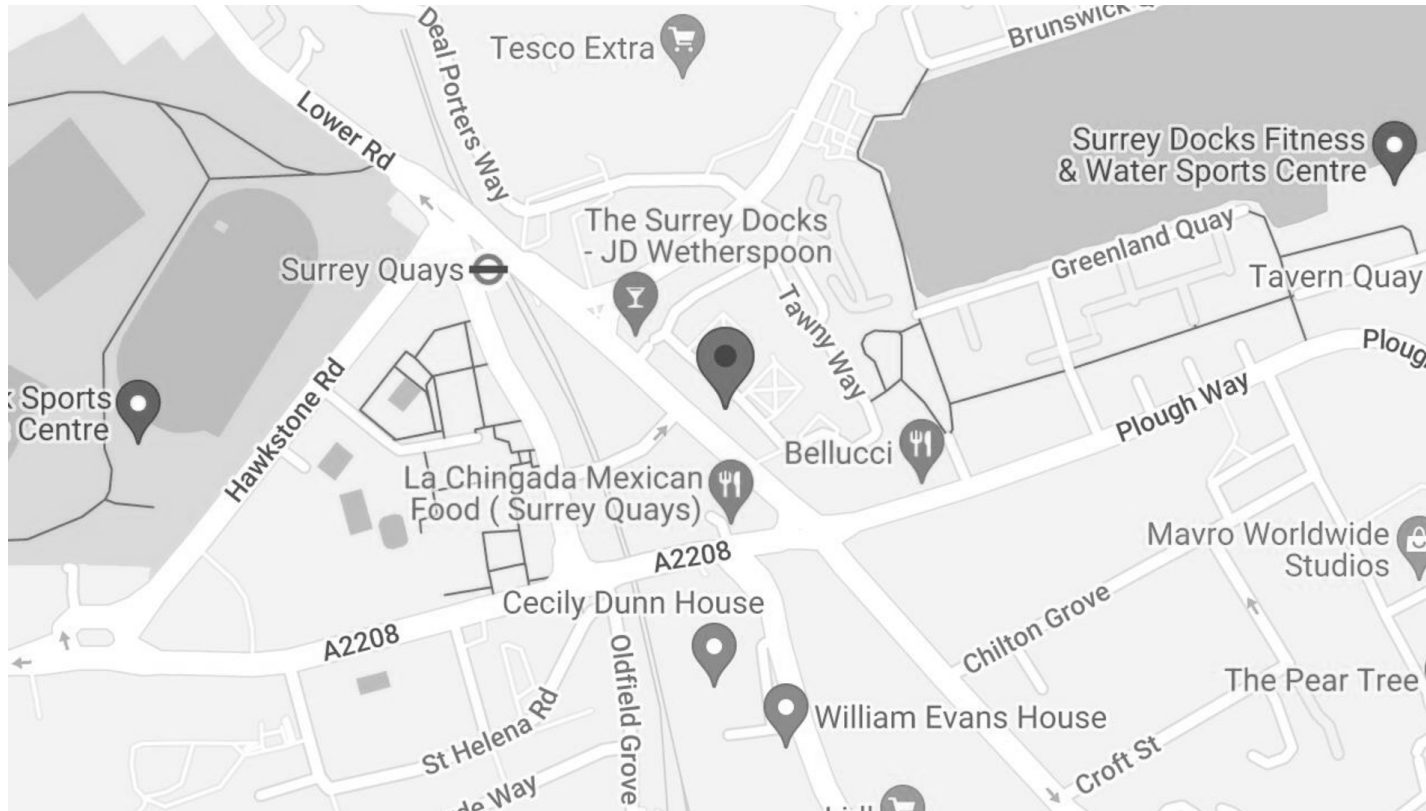 Deal Porters Way
Tesco Extra
Brunswick
Lower Rd
Surrey Docks Fitness
& Water Sports Centre
The Surrey Docks
- JD Wetherspoon
Greenland Quay
Surrey Quays
Tavern Quay
Tawny Way
Hawkstone Rd
Sports
Centre
Plough Way
Bellucci
La Chingada Mexican
Food ( Surrey Quays)
A2208
Mavro Worldwide
Studios
Cecily Dunn House
Chilton Grove
A2208
Oldfield Grove
The Pear Tree
St Helena Rd
William Evans House
Croft St
Way